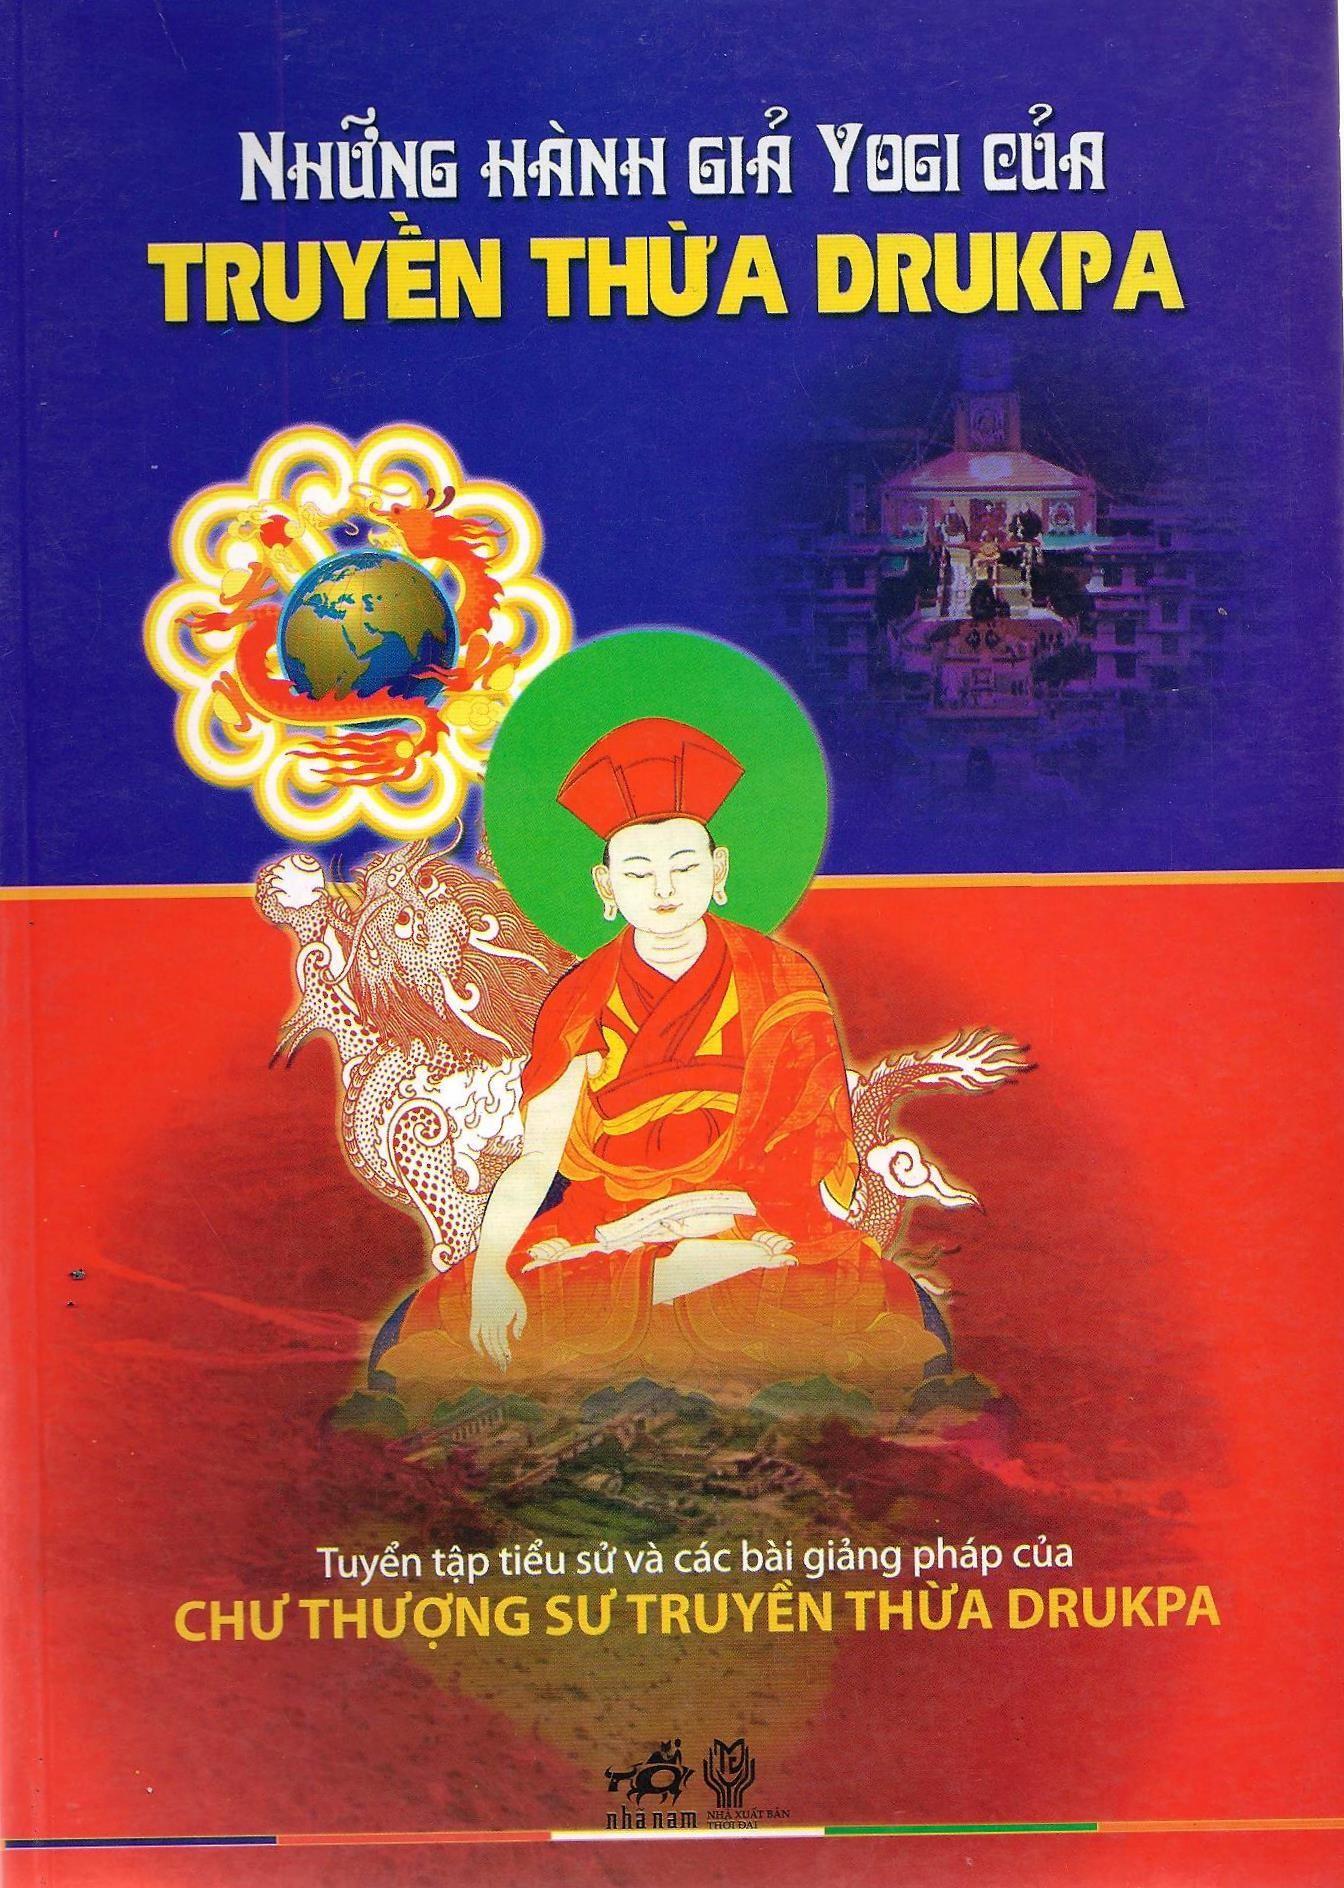 NHỮNG HÀNH GIẢ YOGI CỦA
TRUYỀN THỪA DRUKPA
Tuyển tập tiểu sử và các bài giảng pháp của
CHƯ THƯỢNG SƯ TRUYỀN THỪA DRUKPA
nhã nam
NHÀ XUẤT BẢN
THỜI ĐẠI